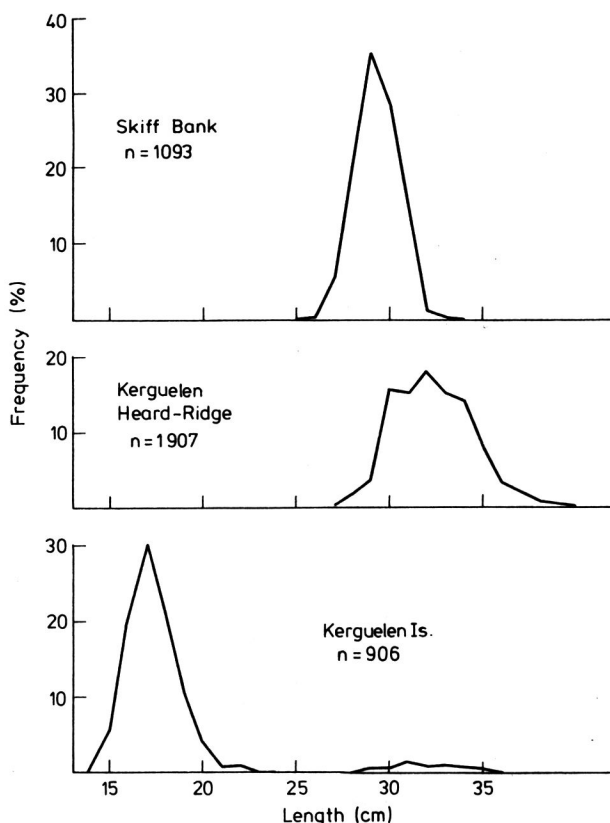 40
30
20
10
Skiff Bank
n = 1093
Frequency (%)
20
10
Kerguelen
Heard-Ridge
n = 1907
30
20
10
Kerguelen Is.
n = 906
15 20 25 30 35
Length (cm)